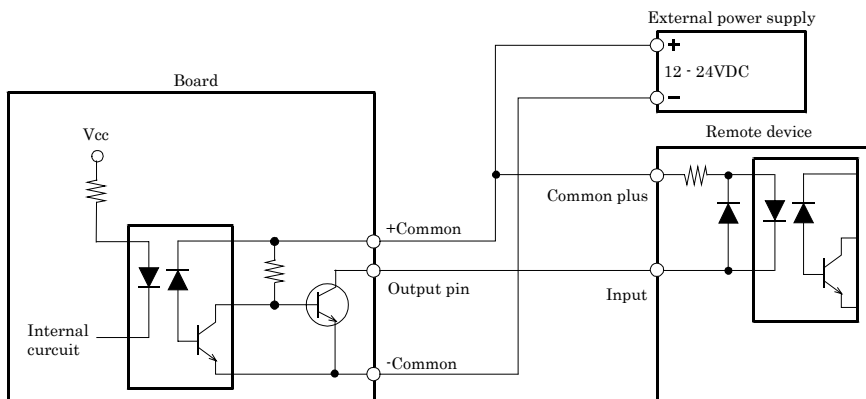 External power supply
+
12 - 24VDC
−
Board
Remote device
Vcc
Common plus
+Common
Output pin
Input
Internal
curcuit
-Common